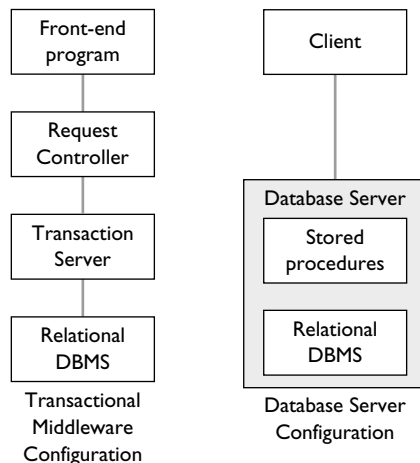 Front-end
program
Request
Controller
Transaction
Server
Relational
DBMS
Transactional
Middleware
Configuration
Client
Database Server
Stored
procedures
Relational
DBMS
Database Server
Configuration